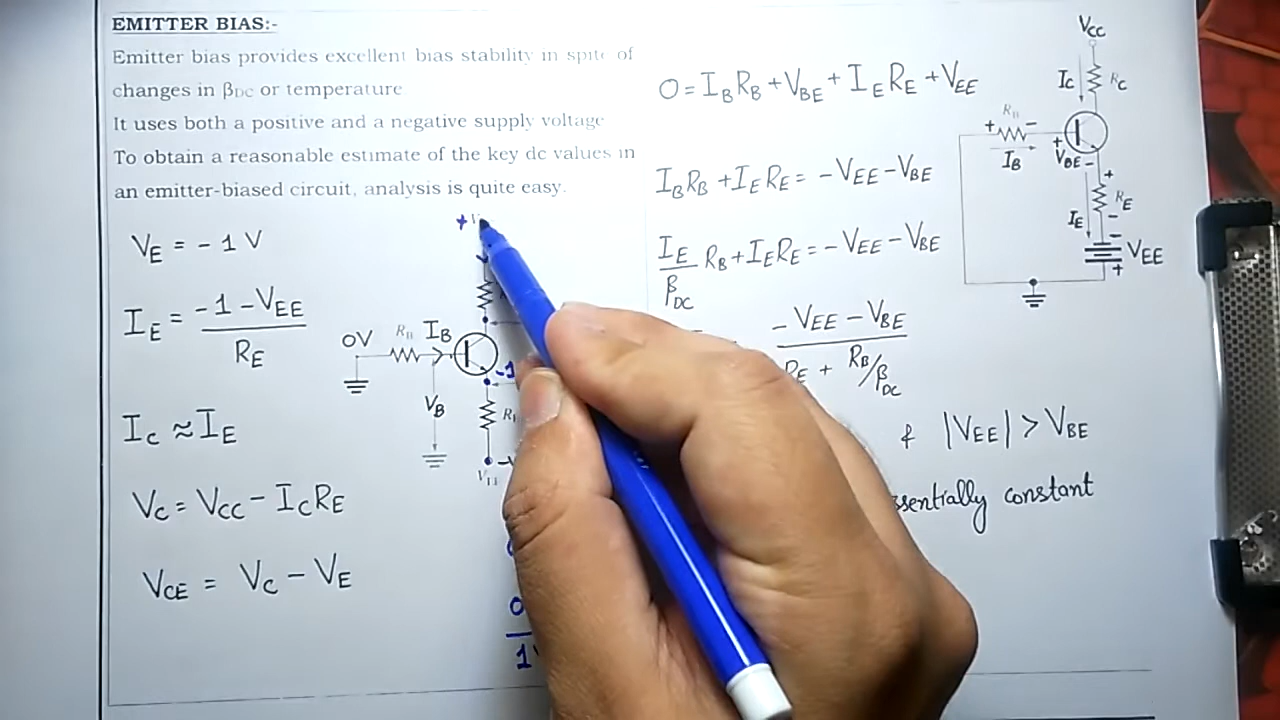 EMITTER BIAS:-
Emitter bias provides excellent bias stability in spite of
changes in βDC or temperature
It uses both a positive and a negative supply voltage
To obtain a reasonable estimate of the key dc values in
an emitter-biased circuit, analysis is quite easy.
VE = - 1 V
IE = -1 - VEE
RE
IC ≈ IE
VC = VCC - ICRE
VCE = VC - VE
+
0V
RB
IB
VB
-1
0
1
0 = IBRB + VBE + IERE + VEE
IBRB + IERE = - VEE - VBE
IE RB + IERE = - VEE - VBE
βDC
- VEE - VBE
RE + RB/βDC
& |VEE| > VBE
constant
VCC
IC
RC
RB
+ -
IB
+
VBE -
+
RE
IE
-
-
VEE
+